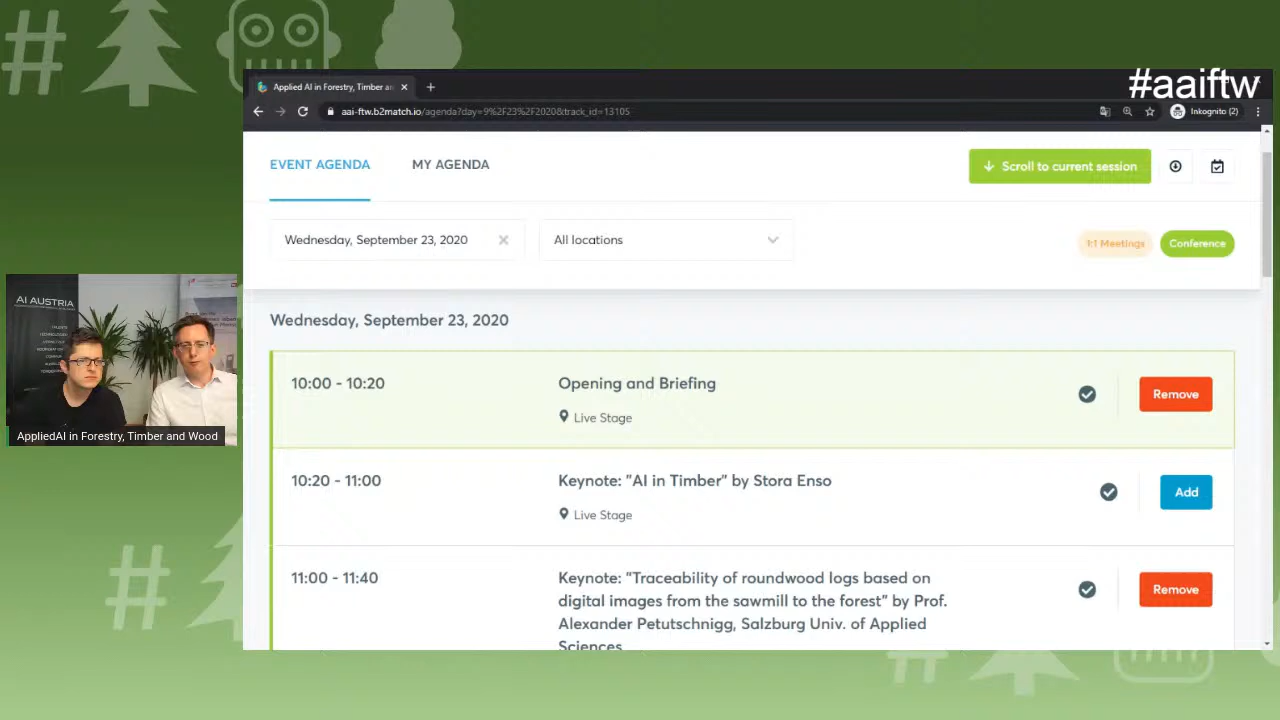 #aaiftw
Applied AI in Forestry, Timber an
aai-ftw.b2match.io/agenda?day=9%2F23%2F2020&track_id=13105
Inkognito (2)
EVENT AGENDA
MY AGENDA
Scroll to current session
Wednesday, September 23, 2020
All locations
1:1 Meetings
Conference
Wednesday, September 23, 2020
10:00 - 10:20
Opening and Briefing
Live Stage
Remove
10:20 - 11:00
Keynote: "AI in Timber" by Stora Enso
Live Stage
Add
11:00 - 11:40
Keynote: "Traceability of roundwood logs based on
digital images from the sawmill to the forest" by Prof.
Alexander Petutschnigg, Salzburg Univ. of Applied
Sciences
Remove
AI AUSTRIA
AppliedAI in Forestry, Timber and Wood